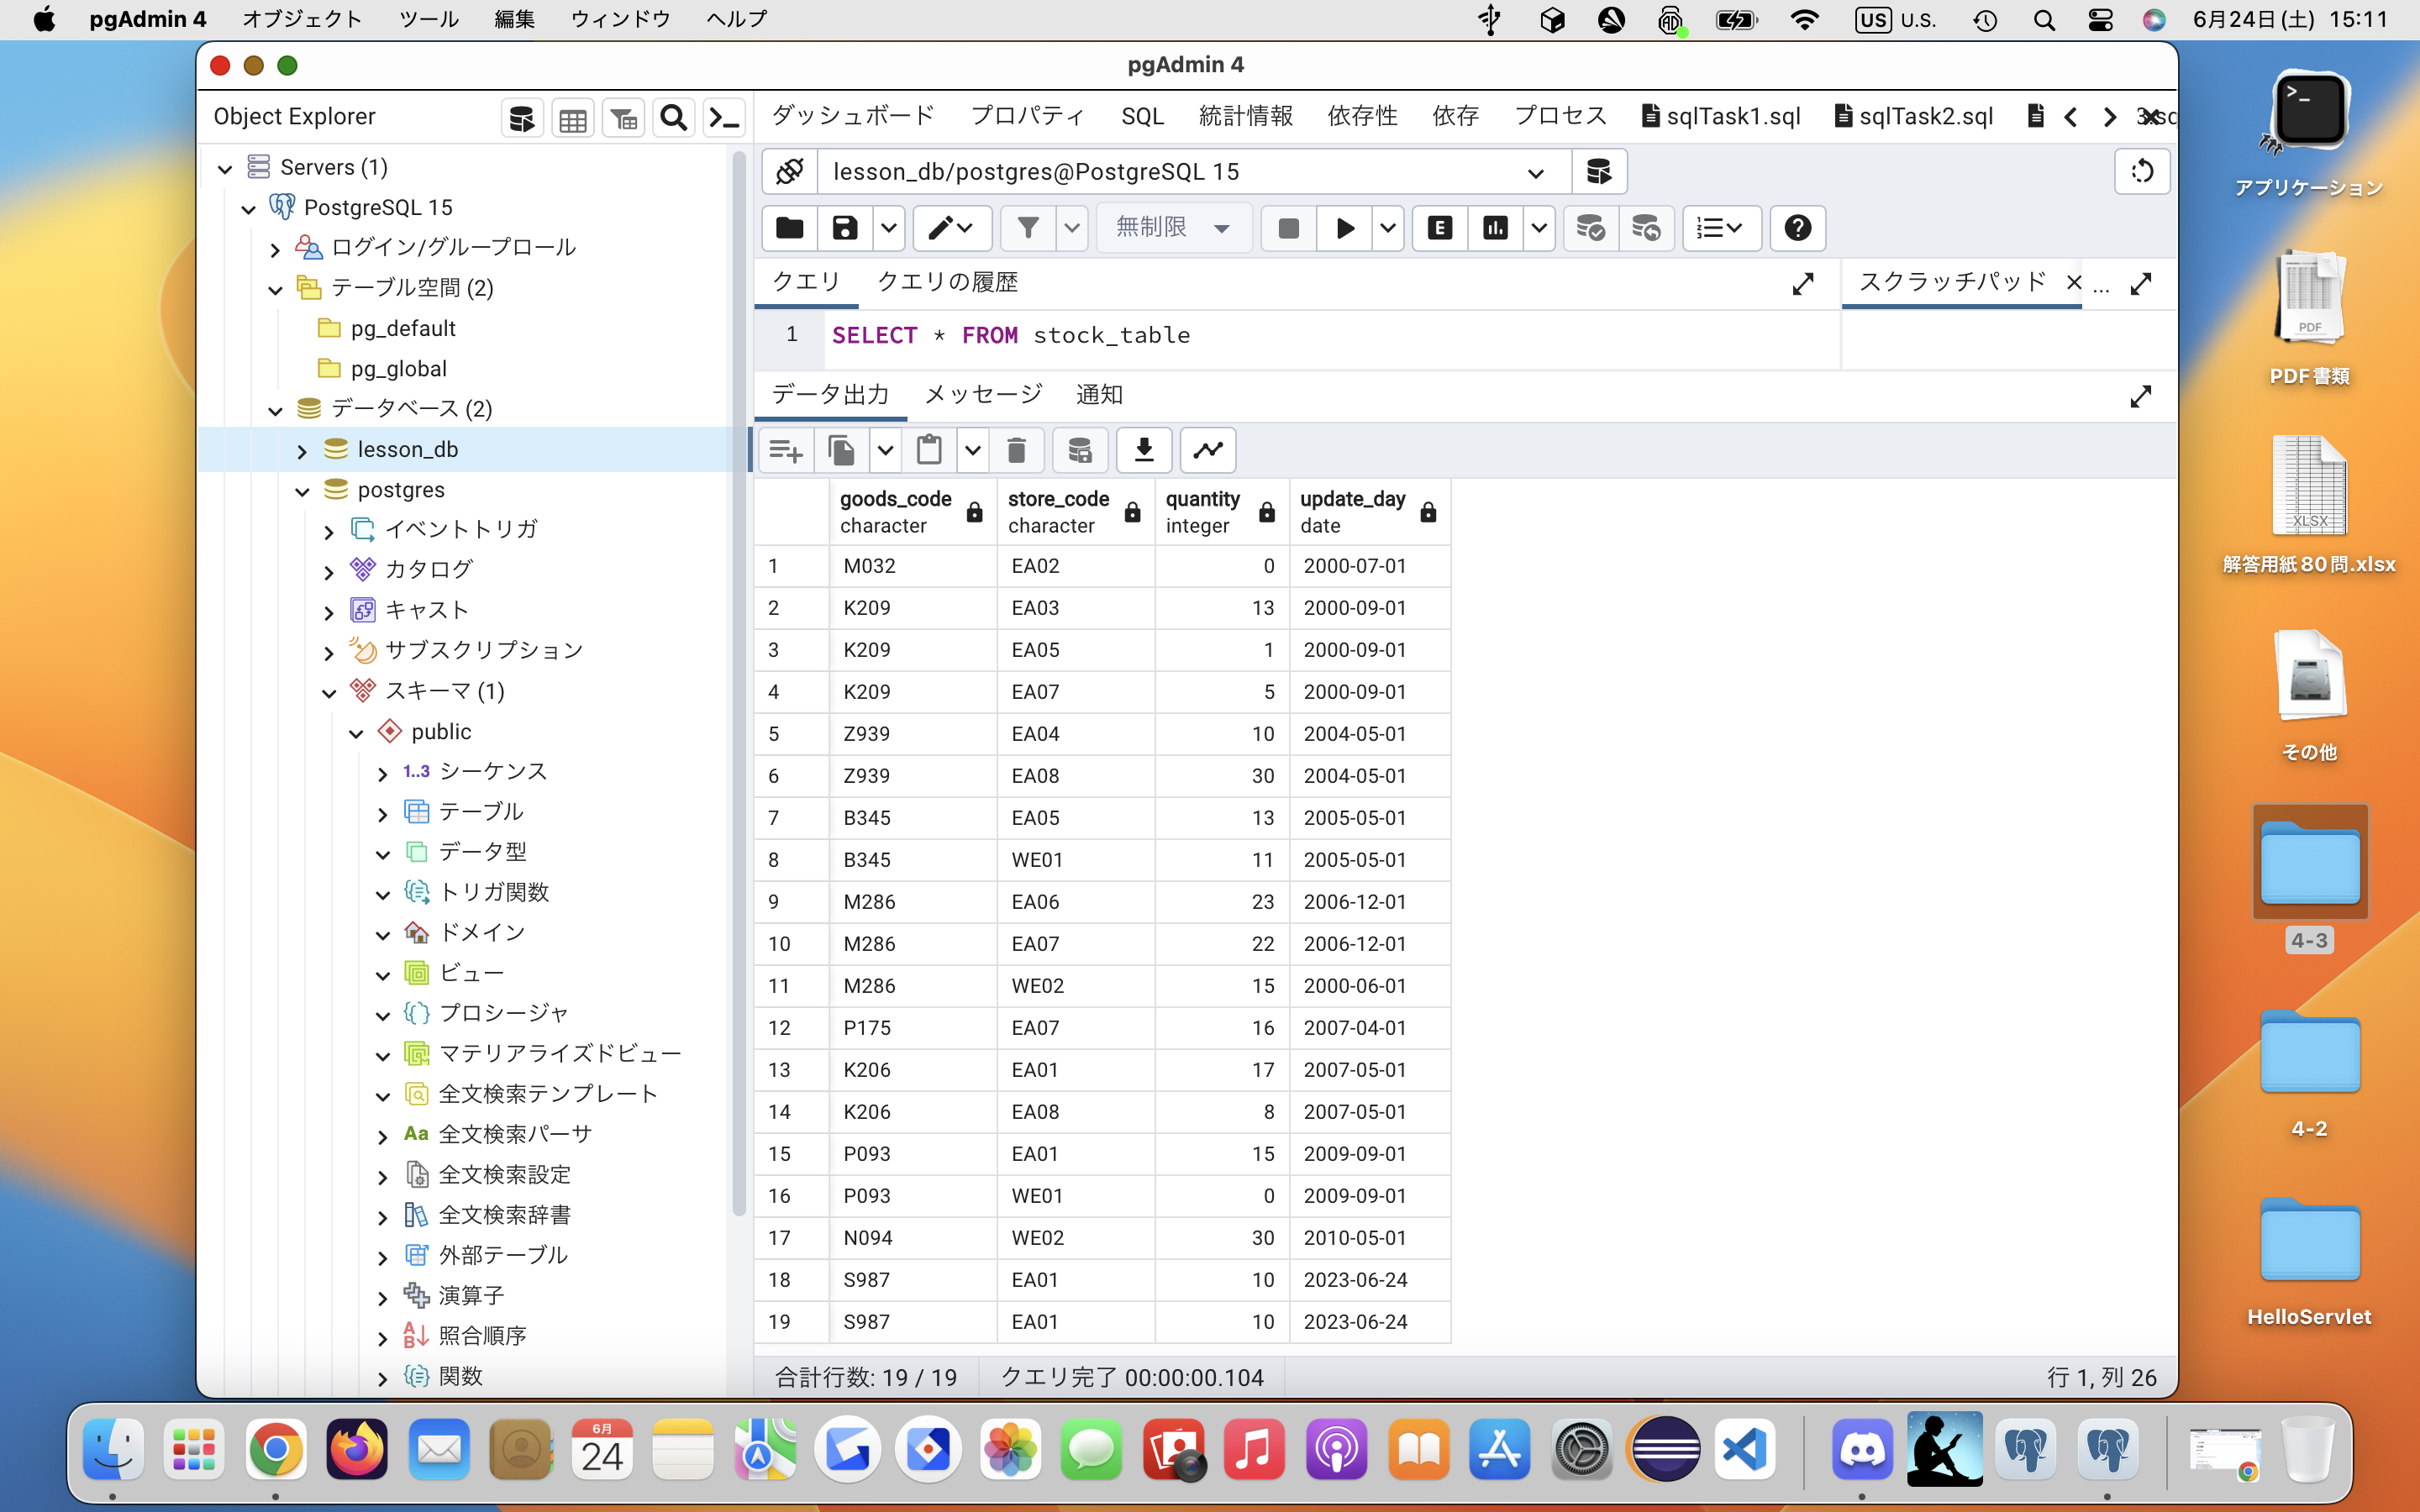 pgAdmin 4 オブジェクト ツール 編集 ウィンドウ ヘルプ US U.S. 6月24日(土) 15:11
pgAdmin 4
Object Explorer
ダッシュボード プロパティ SQL 統計情報 依存性 依存 プロセス sqlTask1.sql sqlTask2.sql
Servers (1)
PostgreSQL 15
ログイン/グループロール
テーブル空間 (2)
pg_default
pg_global
データベース (2)
lesson_db
postgres
イベントトリガ
カタログ
キャスト
サブスクリプション
スキーマ (1)
public
1..3 シーケンス
テーブル
データ型
トリガ関数
ドメイン
ビュー
プロシージャ
マテリアライズドビュー
全文検索テンプレート
Aa 全文検索パーサ
全文検索設定
全文検索辞書
外部テーブル
演算子
照合順序
関数
lesson_db/postgres@PostgreSQL 15
無制限 E
クエリ クエリの履歴 スクラッチパッド ...
1 SELECT * FROM stock_table
データ出力 メッセージ 通知
goods_code store_code quantity update_day
character character integer date
1 M032 EA02 0 2000-07-01
2 K209 EA03 13 2000-09-01
3 K209 EA05 1 2000-09-01
4 K209 EA07 5 2000-09-01
5 Z939 EA04 10 2004-05-01
6 Z939 EA08 30 2004-05-01
7 B345 EA05 13 2005-05-01
8 B345 WE01 11 2005-05-01
9 M286 EA06 23 2006-12-01
10 M286 EA07 22 2006-12-01
11 M286 WE02 15 2000-06-01
12 P175 EA07 16 2007-04-01
13 K206 EA01 17 2007-05-01
14 K206 EA08 8 2007-05-01
15 P093 EA01 15 2009-09-01
16 P093 WE01 0 2009-09-01
17 N094 WE02 30 2010-05-01
18 S987 EA01 10 2023-06-24
19 S987 EA01 10 2023-06-24
合計行数: 19 / 19 クエリ完了 00:00:00.104 行 1, 列 26
アプリケーション
PDF
PDF書類
XLSX
解答用紙80問.xlsx
その他
4-3
4-2
HelloServlet
6月
24